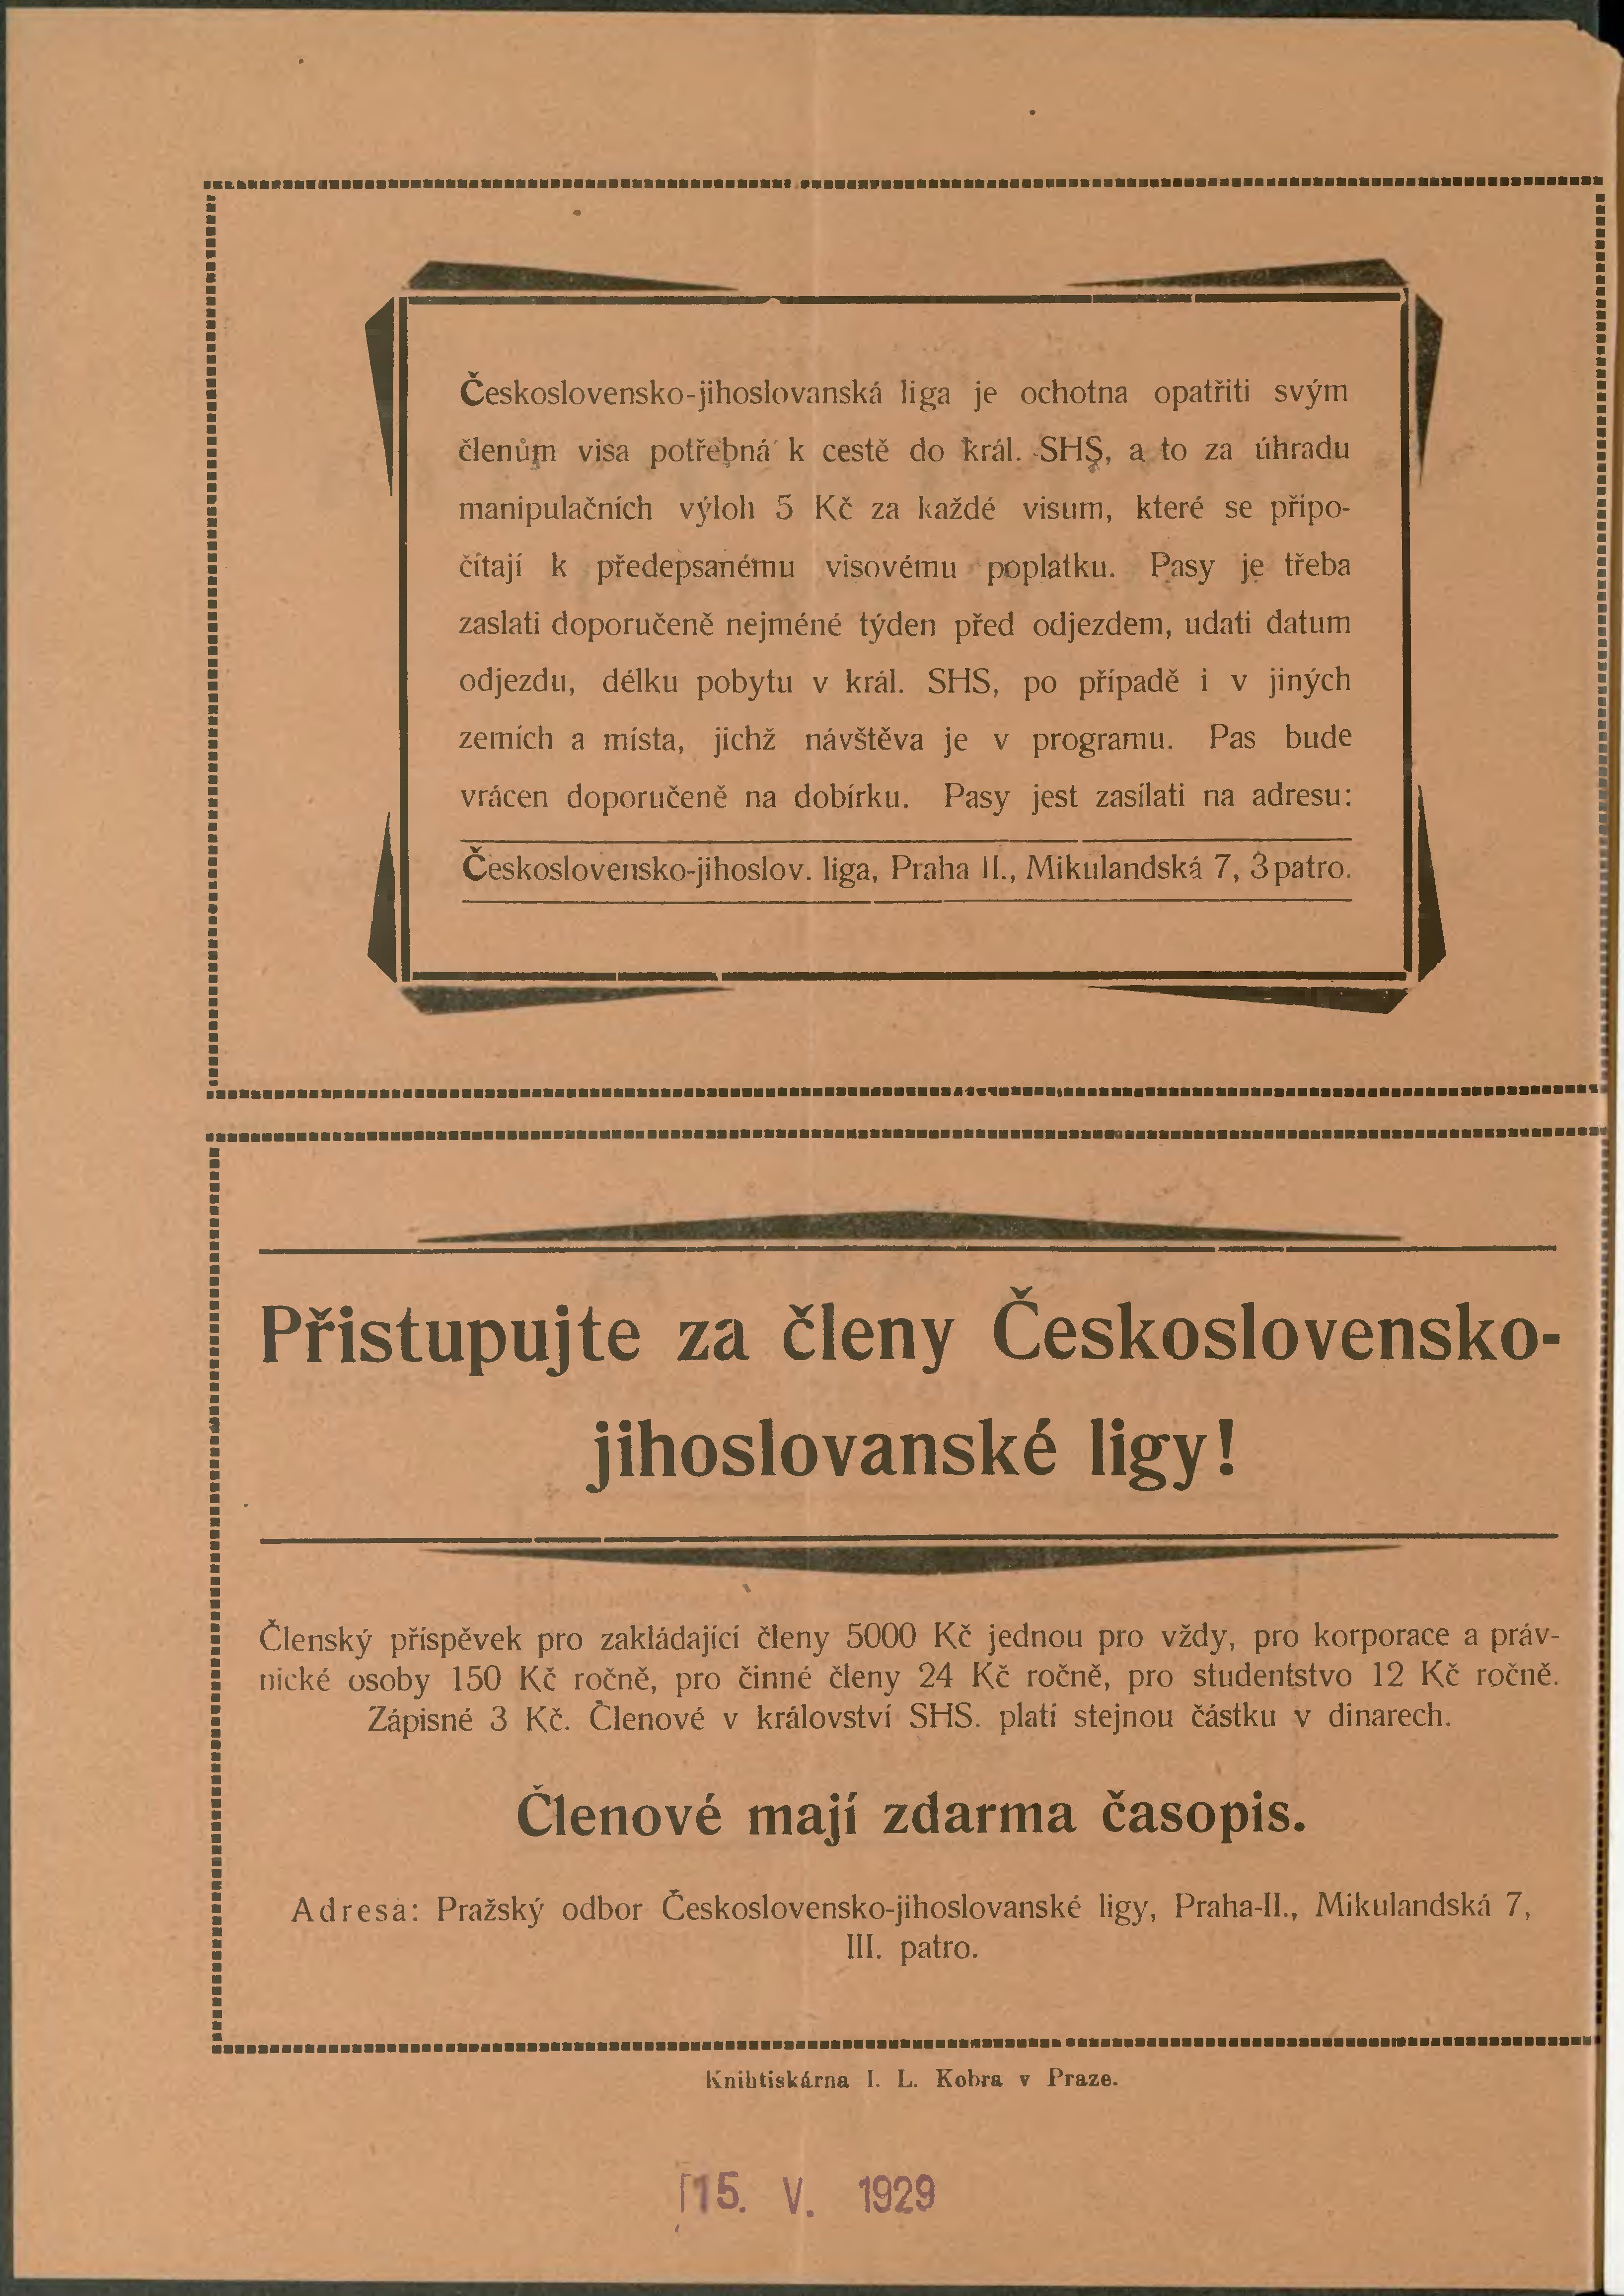 Československo-jihoslovanská liga je ochotna opatřiti svým
členům visa potřebná k cestě do král. SHS, a to za úhradu
manipulačních výloh 5 Kč za každé visum, které se připo-
čítají k předepsanému visovému poplatku. Pasy je třeba
zaslati doporučeně nejméné týden před odjezdem, udati datum
odjezdu, délku pobytu v král. SHS, po případě i v jiných
zemích a místa, jichž návštěva je v programu. Pas bude
vrácen doporučeně na dobírku. Pasy jest zasílati na adresu:
Československo-jihoslov. liga, Praha II., Mikulandská 7, 3 patro.
Přistupujte za členy Československo-
jihoslovanské ligy!
Členský příspěvek pro zakládající členy 5000 Kč jednou pro vždy, pro korporace a práv-
nické osoby 150 Kč ročně, pro činné členy 24 Kč ročně, pro studentstvo 12 Kč ročně.
Zápisné 3 Kč. Členové v království SHS. platí stejnou částku v dinarech.
Členové mají zdarma časopis.
Adresa: Pražský odbor Československo-jihoslovanské ligy, Praha-II., Mikulandská 7,
III. patro.
Knihtiskárna I. L. Kobra v Praze.
15. V. 1929